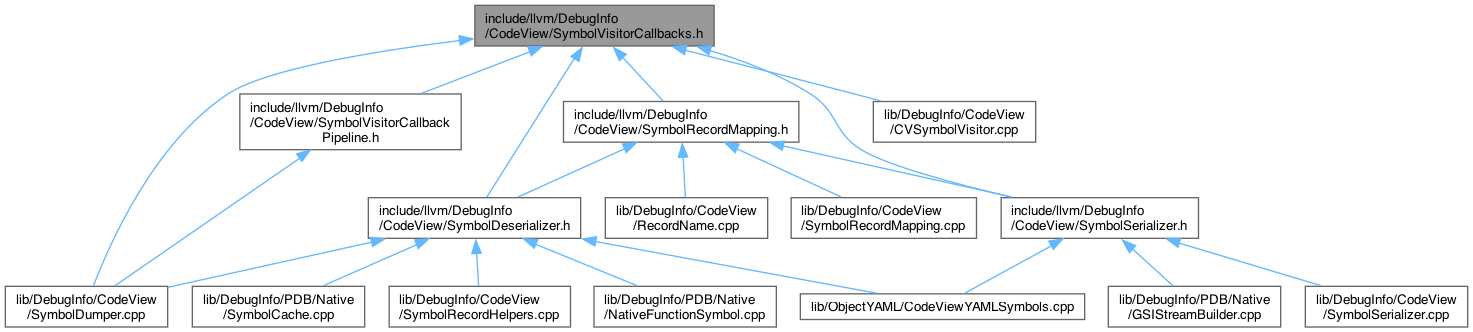 include/llvm/DebugInfo
/CodeView/SymbolVisitorCallbacks.h
include/llvm/DebugInfo
/CodeView/SymbolVisitorCallback
Pipeline.h
include/llvm/DebugInfo
/CodeView/SymbolRecordMapping.h
lib/DebugInfo/CodeView
/CVSymbolVisitor.cpp
include/llvm/DebugInfo
/CodeView/SymbolDeserializer.h
lib/DebugInfo/CodeView
/RecordName.cpp
lib/DebugInfo/CodeView
/SymbolRecordMapping.cpp
include/llvm/DebugInfo
/CodeView/SymbolSerializer.h
lib/DebugInfo/CodeView
/SymbolDumper.cpp
lib/DebugInfo/PDB/Native
/SymbolCache.cpp
lib/DebugInfo/CodeView
/SymbolRecordHelpers.cpp
lib/DebugInfo/PDB/Native
/NativeFunctionSymbol.cpp
lib/ObjectYAML/CodeViewYAMLSymbols.cpp
lib/DebugInfo/PDB/Native
/GSIStreamBuilder.cpp
lib/DebugInfo/CodeView
/SymbolSerializer.cpp